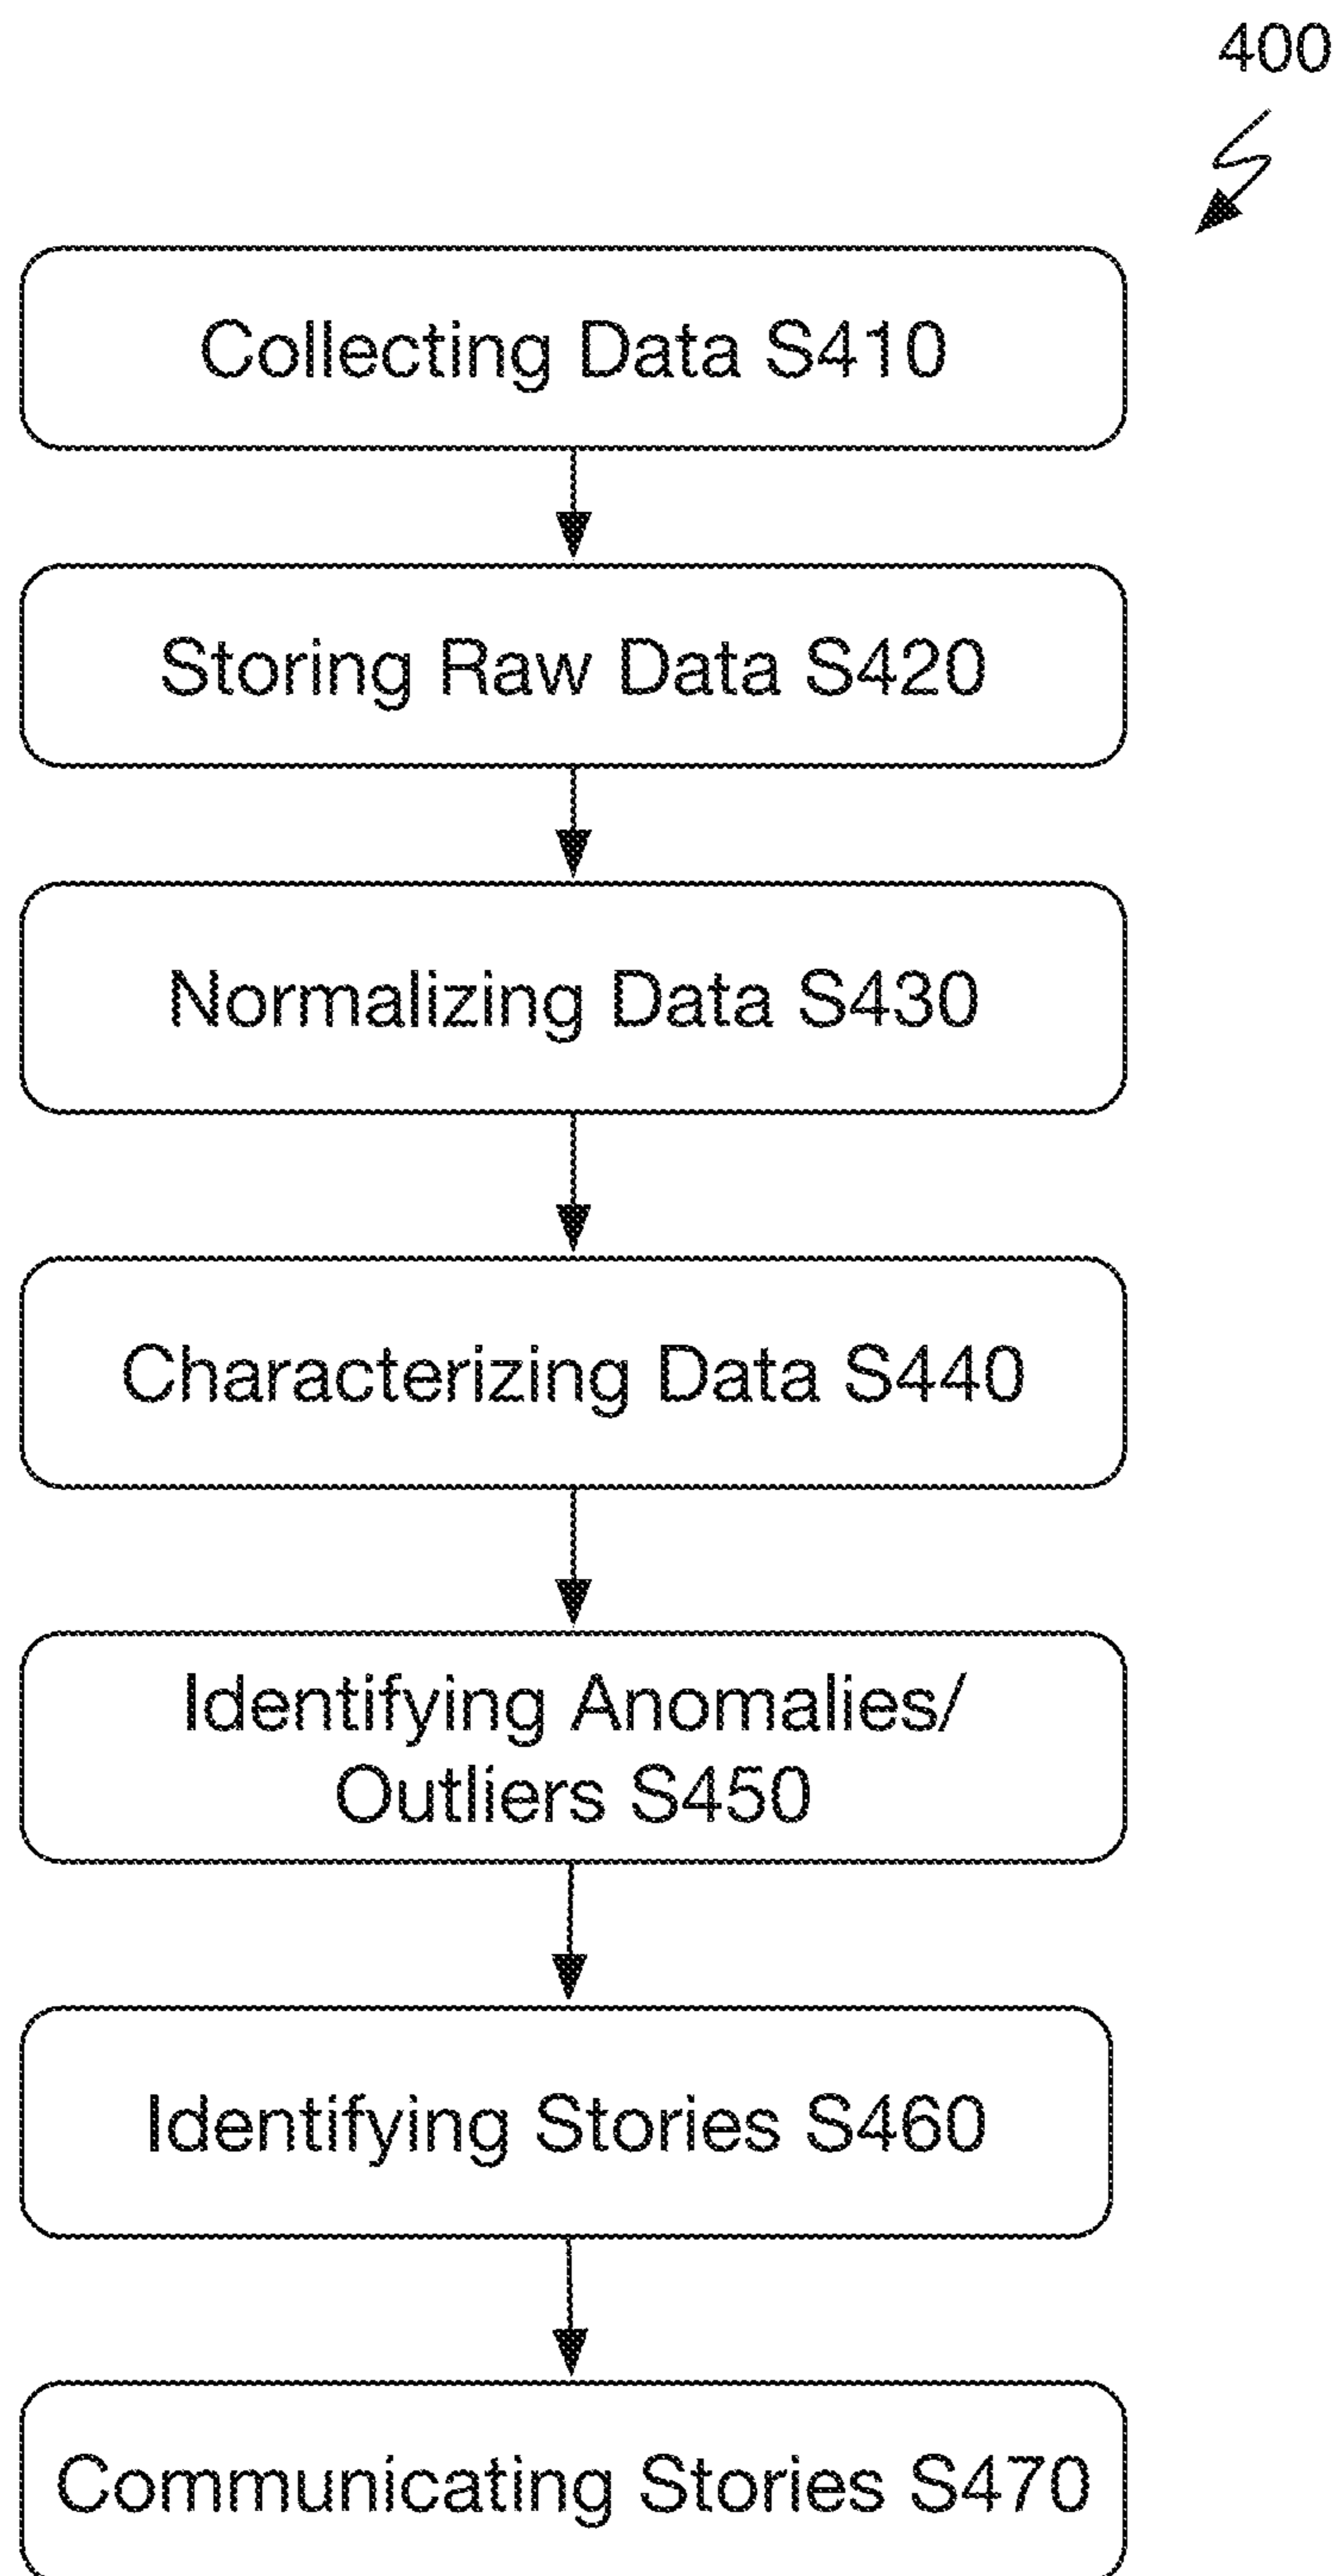 400
Collecting Data S410
Storing Raw Data S420
Normalizing Data S430
Characterizing Data S440
Identifying Anomalies/
Outliers S450
Identifying Stories S460
Communicating Stories S470